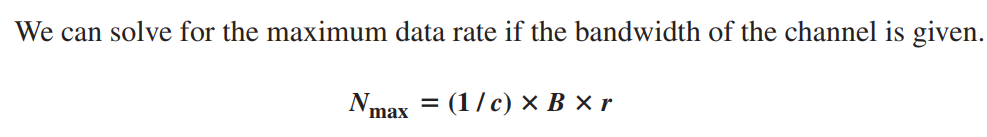 We can solve for the maximum data rate if the bandwidth of the channel is given.
Nmax = (1 / c) × B × r